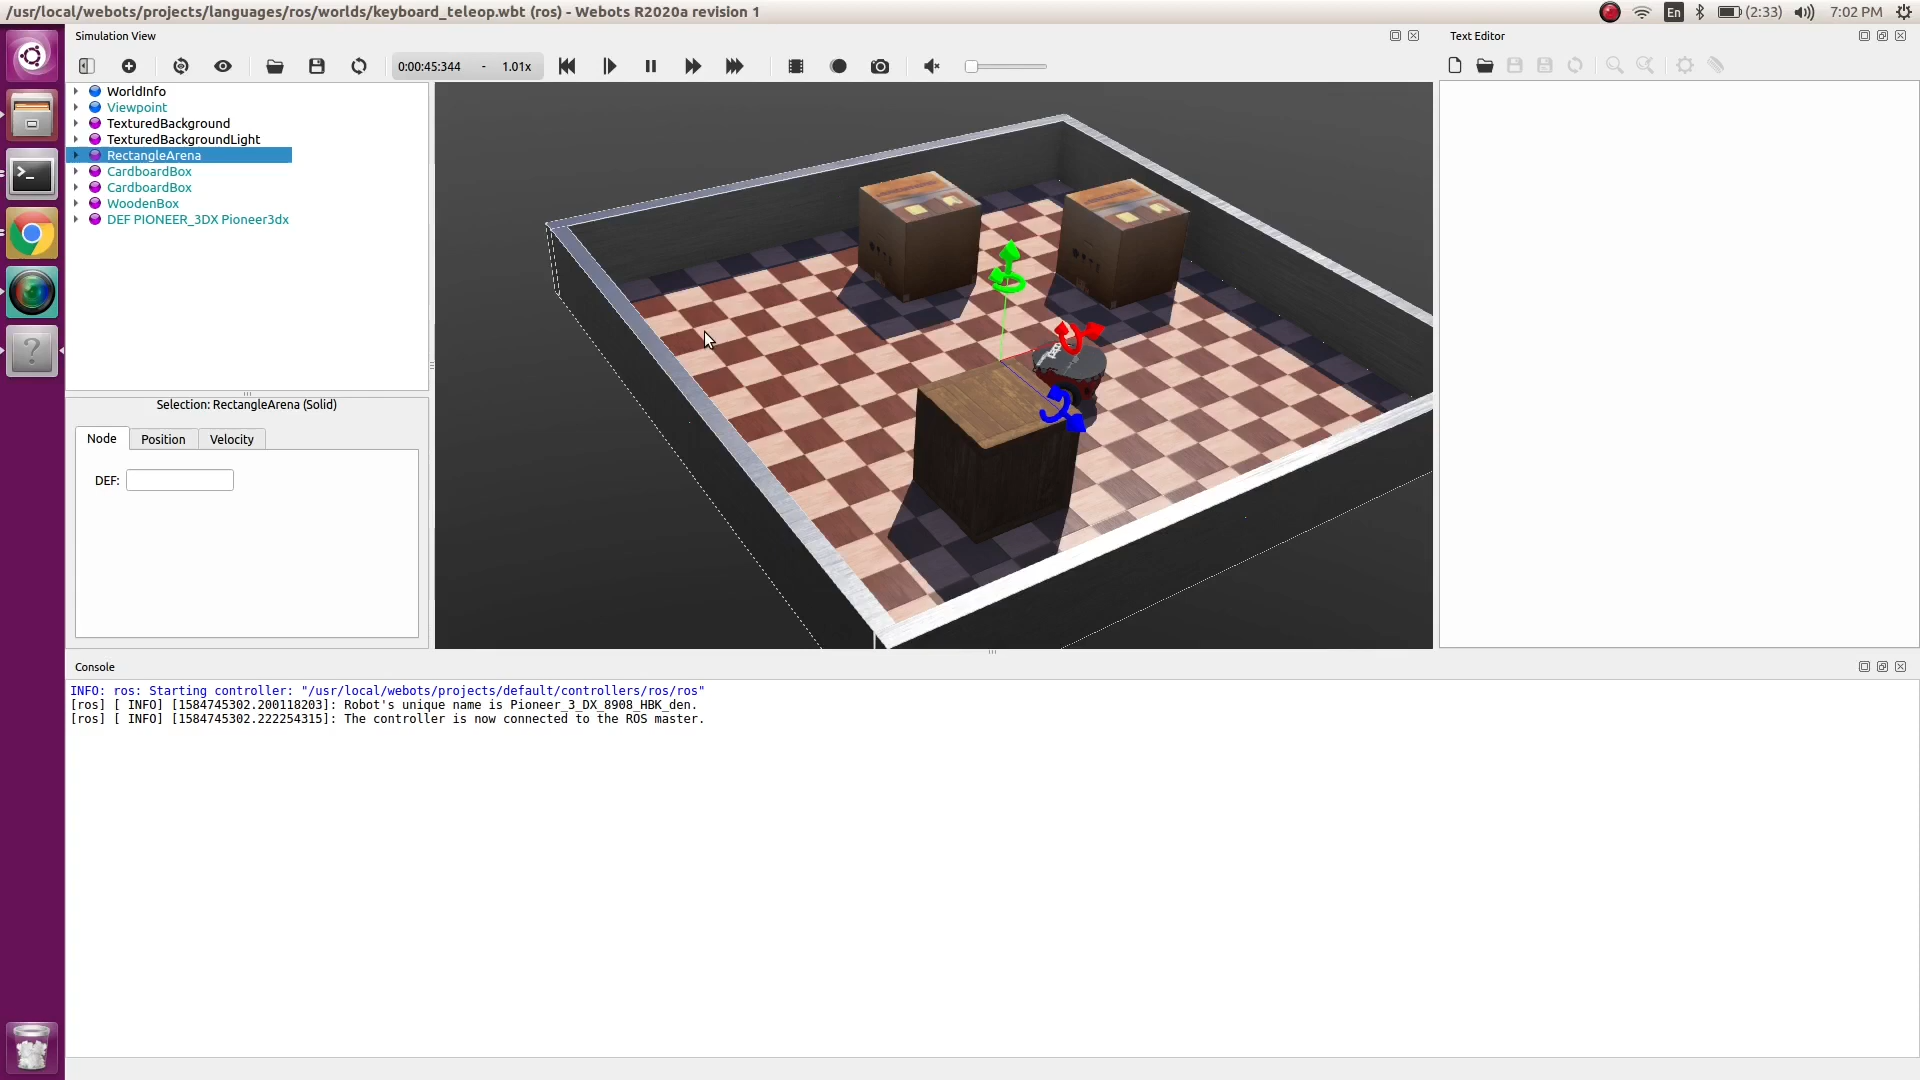 /usr/local/webots/projects/languages/ros/worlds/keyboard_teleop.wbt (ros) - Webots R2020a revision 1
En
(2:33)
7:02 PM
Simulation View
Text Editor
0:00:45:344 - 1.01x
WorldInfo
Viewpoint
TexturedBackground
TexturedBackgroundLight
RectangleArena
CardboardBox
CardboardBox
WoodenBox
DEF PIONEER_3DX Pioneer3dx
Selection: RectangleArena (Solid)
Node
Position
Velocity
DEF:
Console
INFO: ros: Starting controller: "/usr/local/webots/projects/default/controllers/ros/ros"
[ros] [ INFO] [1584745302.200118203]: Robot's unique name is Pioneer_3_DX_8908_HBK_den.
[ros] [ INFO] [1584745302.222254315]: The controller is now connected to the ROS master.